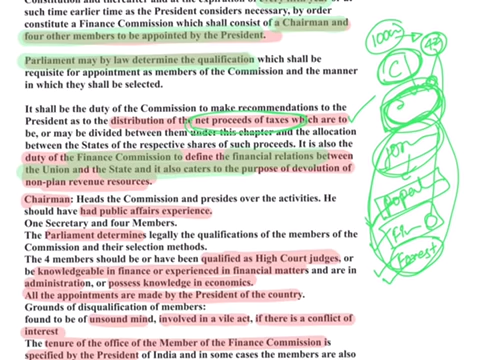 Constitution and thereafter and at the expiration of every fifth year or at
such time earlier time as the President considers necessary, by order
constitute a Finance Commission which shall consist of a Chairman and
four other members to be appointed by the President.
Parliament may by law determine the qualification which shall be
requisite for appointment as members of the Commission and the manner
in which they shall be selected.
It shall be the duty of the Commission to make recommendations to the
President as to the distribution of the net proceeds of taxes which are to
be, or may be divided between them under this chapter and the allocation
between the States of the respective shares of such proceeds. It is also the
duty of the Finance Commission to define the financial relations between
the Union and the State and it also caters to the purpose of devolution of
non-plan revenue resources.
Chairman: Heads the Commission and presides over the activities. He
should have had public affairs experience.
One Secretary and four Members.
The Parliament determines legally the qualifications of the members of the
Commission and their selection methods.
The 4 members should be or have been qualified as High Court judges, or
be knowledgeable in finance or experienced in financial matters and are in
administration, or possess knowledge in economics.
All the appointments are made by the President of the country.
Grounds of disqualification of members:
found to be of unsound mind, involved in a vile act, if there is a conflict of
interest
The tenure of the office of the Member of the Finance Commission is
specified by the President of India and in some cases the members are also
100%
C
Popul
Forest